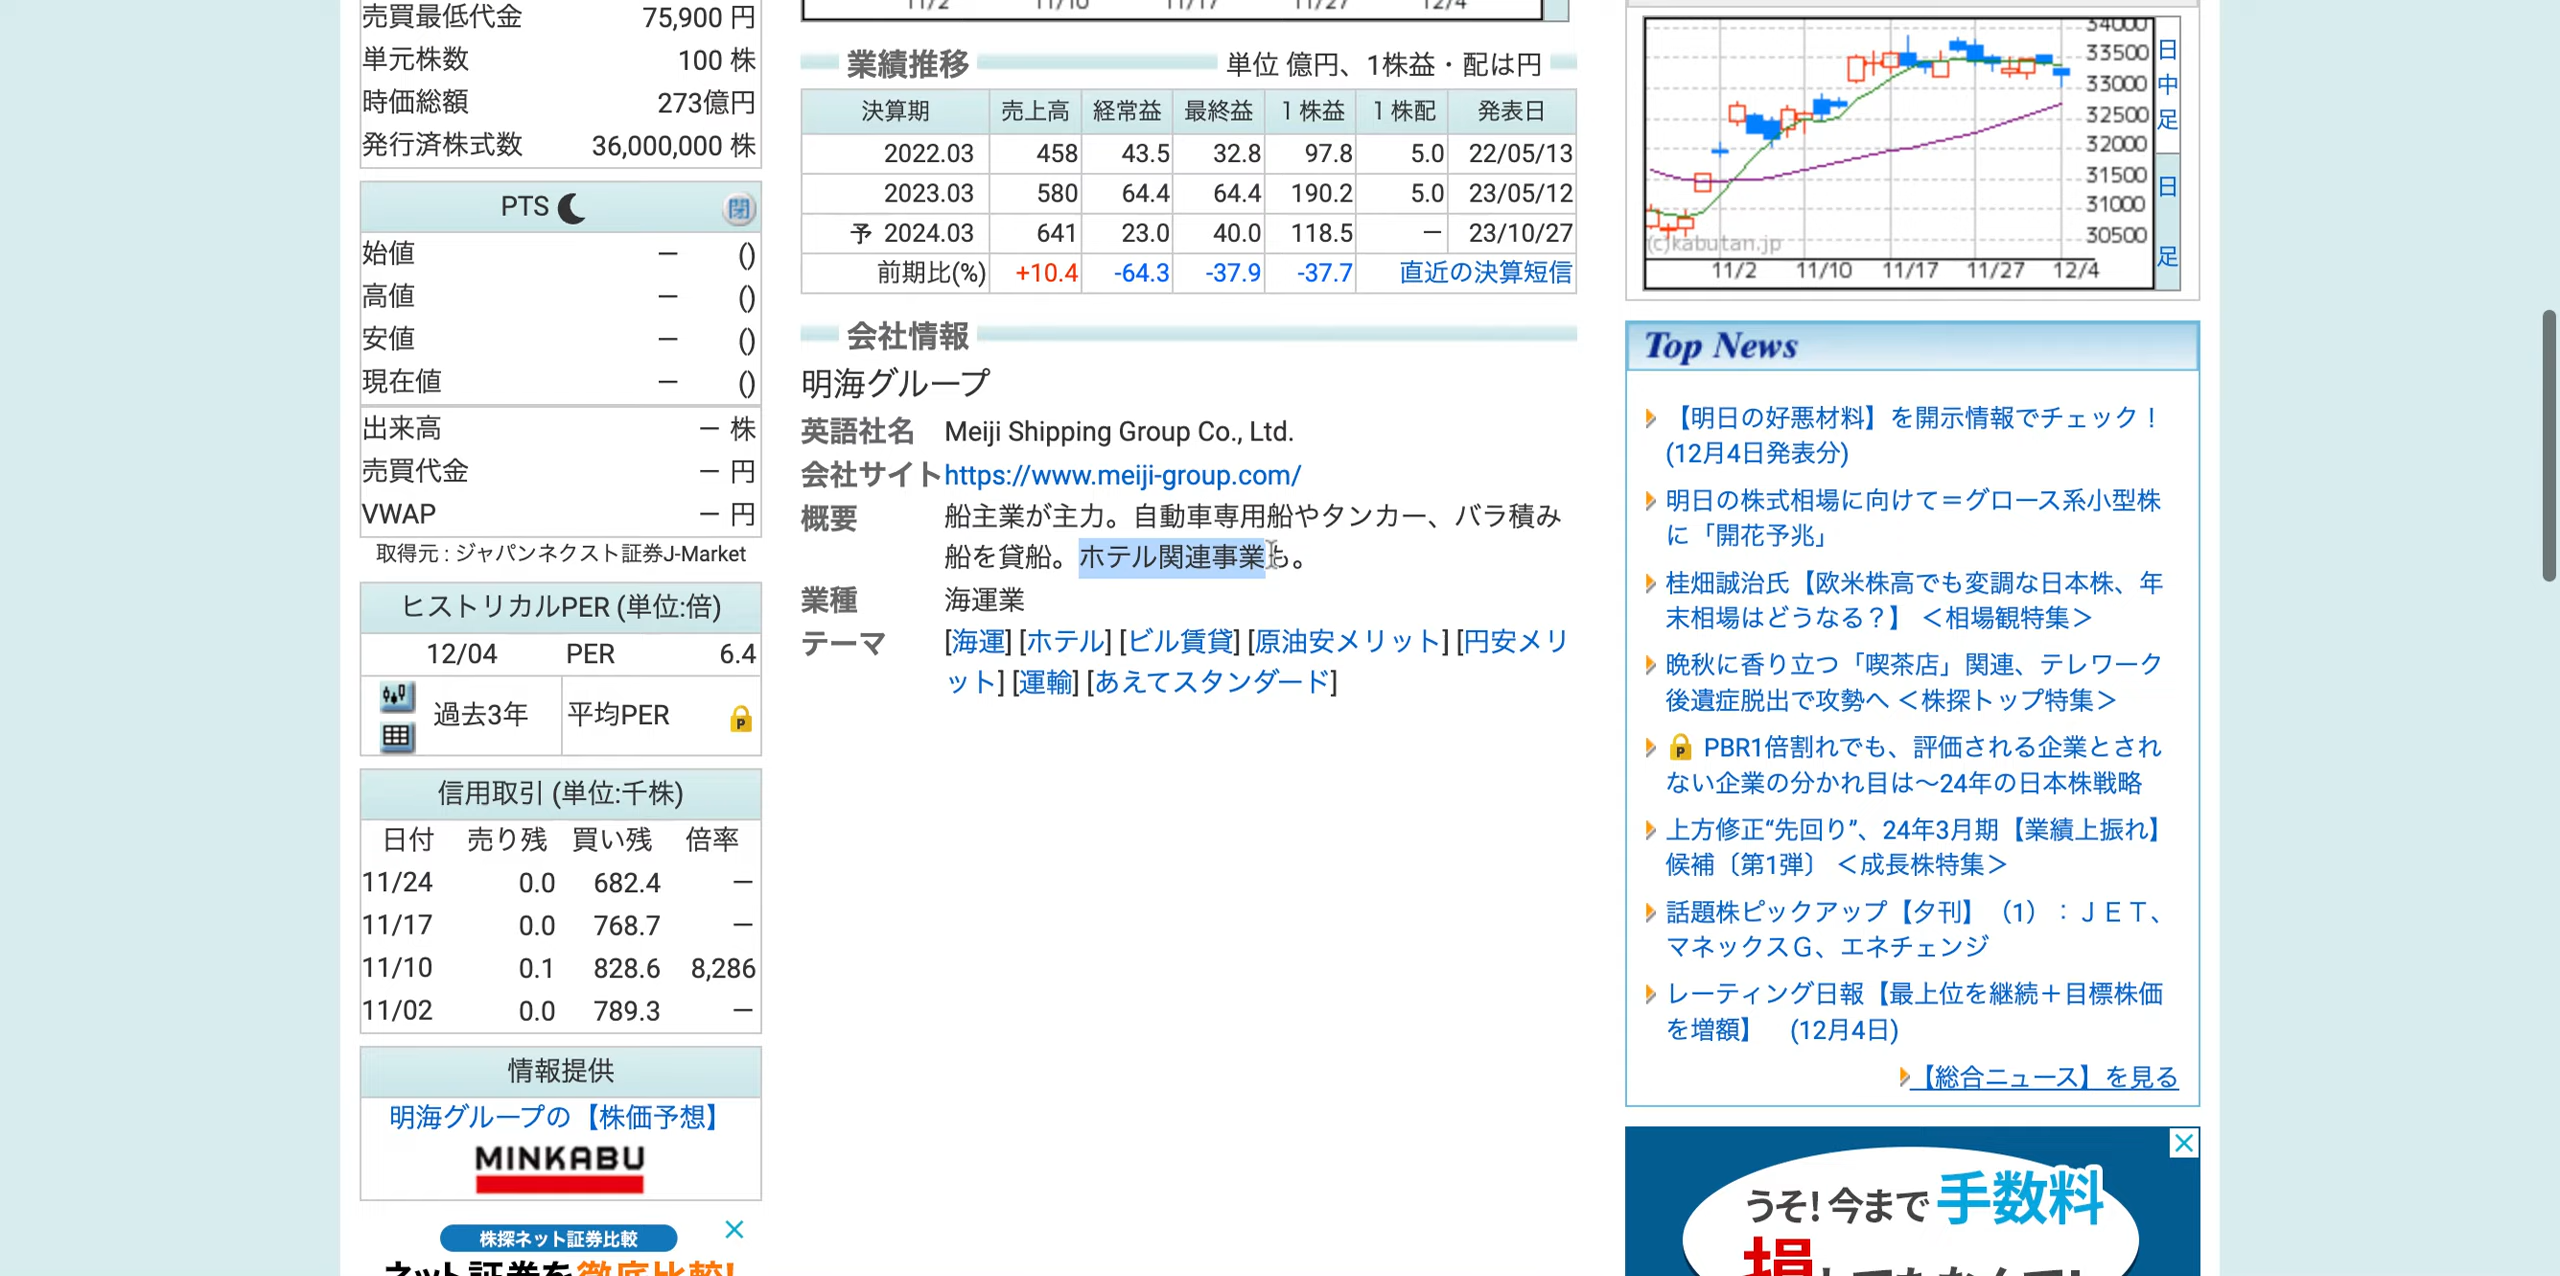 売買最低代金 75,900 円
単元株数 100 株
時価総額 273億円
発行済株式数 36,000,000 株
PTS 閉
始値 － ()
高値 － ()
安値 － ()
現在値 － ()
出来高 － 株
売買代金 － 円
VWAP － 円
取得元 : ジャパンネクスト証券J-Market
ヒストリカルPER (単位:倍)
12/04 PER 6.4
過去3年 平均PER P
信用取引 (単位:千株)
日付 売り残 買い残 倍率
11/24 0.0 682.4 －
11/17 0.0 768.7 －
11/10 0.1 828.6 8,286
11/02 0.0 789.3 －
情報提供
明海グループの【株価予想】
MINKABU
株探ネット証券比較
ネット証券を徹底比較!
11/2 11/10 11/17 11/27 12/4
業績推移 単位 億円、1株益・配は円
決算期 売上高 経常益 最終益 1株益 1株配 発表日
2022.03 458 43.5 32.8 97.8 5.0 22/05/13
2023.03 580 64.4 64.4 190.2 5.0 23/05/12
予 2024.03 641 23.0 40.0 118.5 － 23/10/27
前期比(%) +10.4 -64.3 -37.9 -37.7 直近の決算短信
会社情報
明海グループ
英語社名 Meiji Shipping Group Co., Ltd.
会社サイト https://www.meiji-group.com/
概要 船主業が主力。自動車専用船やタンカー、バラ積み
船を貸船。ホテル関連事業も。
業種 海運業
テーマ [海運] [ホテル] [ビル賃貸] [原油安メリット] [円安メリ
ット] [運輸] [あえてスタンダード]
34000
33500
33000
32500
32000
31500
31000
30500
(c)kabutan.jp
11/2 11/10 11/17 11/27 12/4
日
中
足
日
足
Top News
【明日の好悪材料】を開示情報でチェック！
(12月4日発表分)
明日の株式相場に向けて＝グロース系小型株
に「開花予兆」
桂畑誠治氏【欧米株高でも変調な日本株、年
末相場はどうなる？】 ＜相場観特集＞
晩秋に香り立つ「喫茶店」関連、テレワーク
後遺症脱出で攻勢へ ＜株探トップ特集＞
P PBR1倍割れでも、評価される企業とされ
ない企業の分かれ目は～24年の日本株戦略
上方修正“先回り”、24年3月期【業績上振れ】
候補〔第1弾〕 ＜成長株特集＞
話題株ピックアップ【夕刊】（1）：ＪＥＴ、
マネックスＧ、エネチェンジ
レーティング日報【最上位を継続＋目標株価
を増額】　(12月4日)
【総合ニュース】を見る
うそ! 今まで手数料